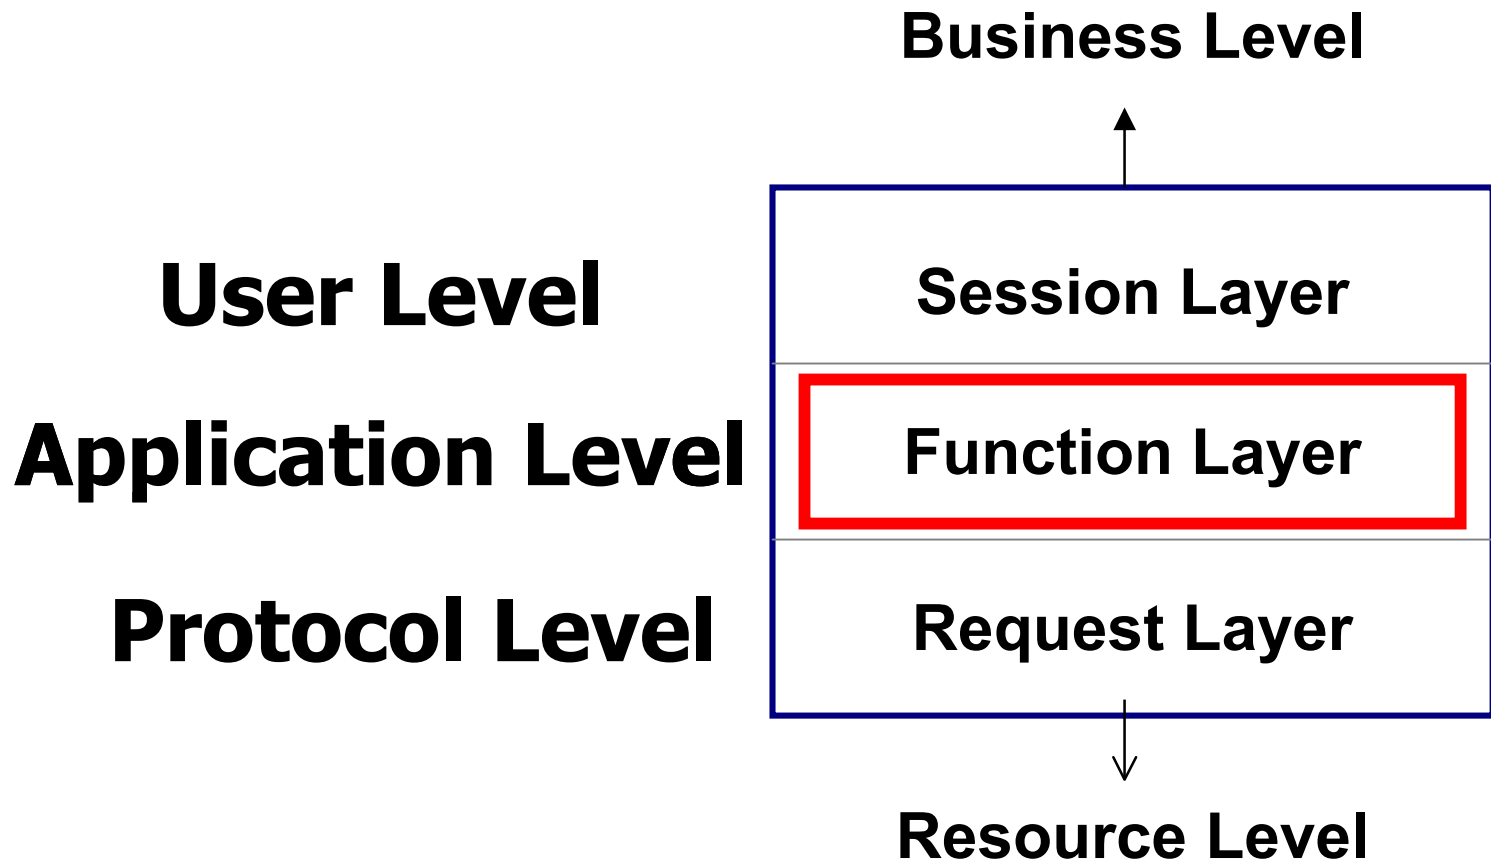 Business Level
User Level
Session Layer
Application Level
Function Layer
Protocol Level
Request Layer
Resource Level